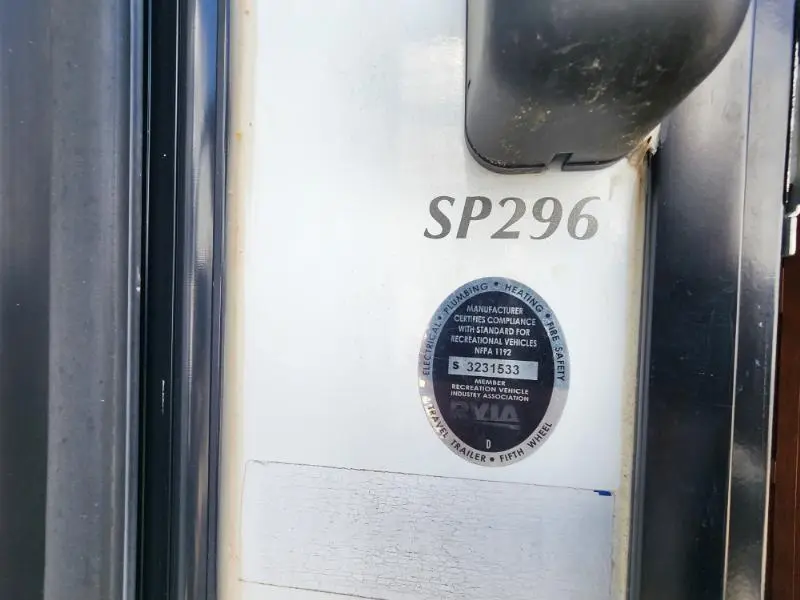 SP296
ELECTRICAL • PLUMBING • HEATING • FIRE SAFETY
MANUFACTURER
CERTIFIES COMPLIANCE
WITH STANDARD FOR
RECREATIONAL VEHICLES
NFPA 1192
S 3231533
MEMBER
RECREATION VEHICLE
INDUSTRY ASSOCIATION
RVIA
D
• TRAVEL TRAILER • FIFTH WHEEL